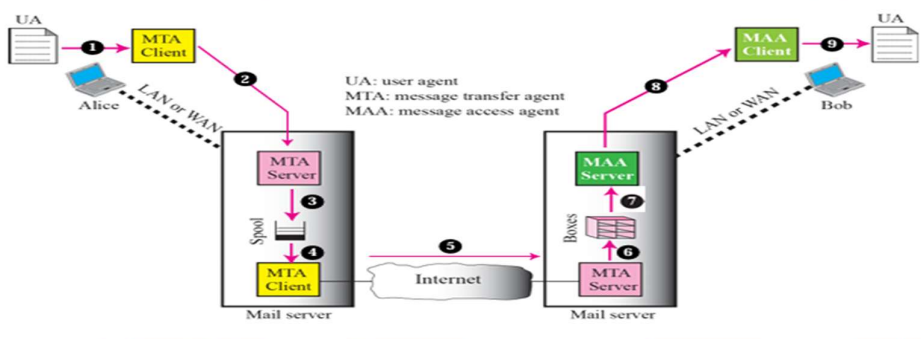 UA
1
MTA
Client
2
Alice
LAN or WAN
UA: user agent
MTA: message transfer agent
MAA: message access agent
MTA
Server
3
Spool
4
MTA
Client
Mail server
5
Internet
MTA
Server
6
Boxes
7
MAA
Server
Mail server
8
LAN or WAN
MAA
Client
9
UA
Bob